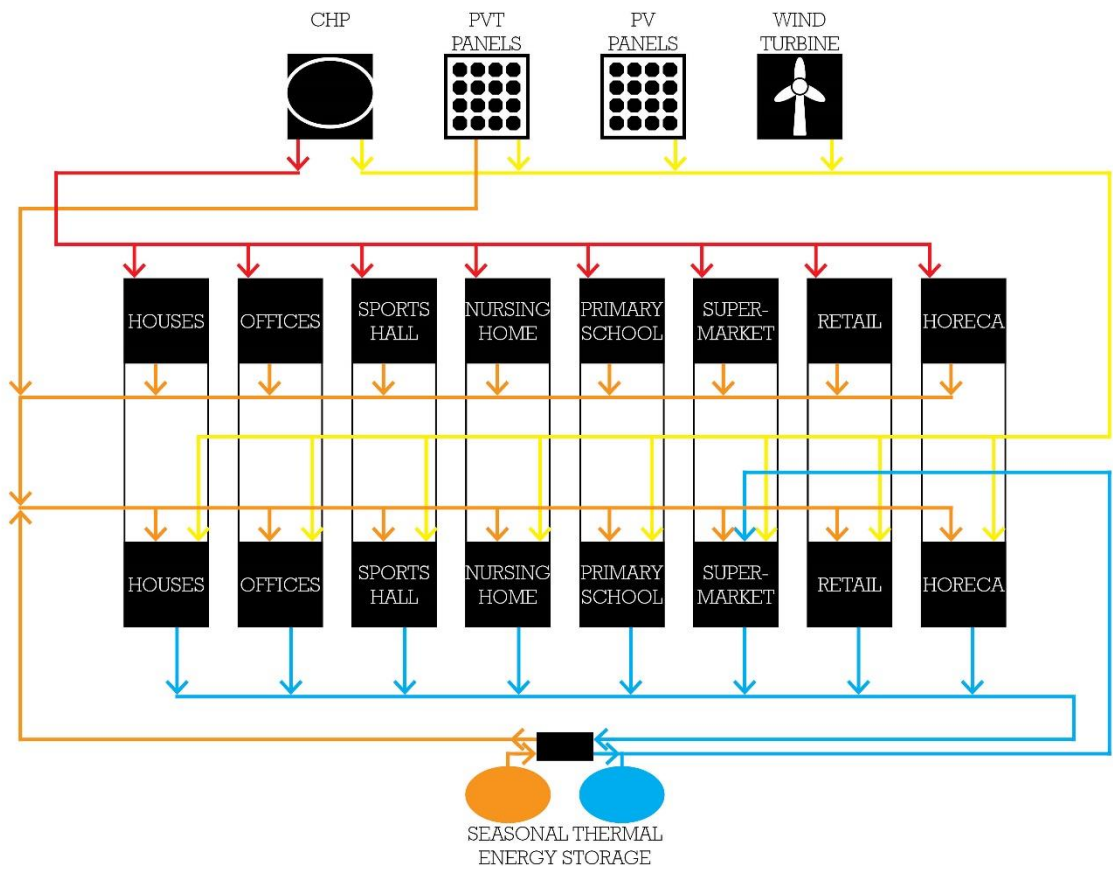 CHP
PVT
PANELS
PV
PANELS
WIND
TURBINE
HOUSES
OFFICES
SPORTS
HALL
NURSING
HOME
PRIMARY
SCHOOL
SUPER-
MARKET
RETAIL
HORECA
HOUSES
OFFICES
SPORTS
HALL
NURSING
HOME
PRIMARY
SCHOOL
SUPER-
MARKET
RETAIL
HORECA
SEASONAL THERMAL
ENERGY STORAGE